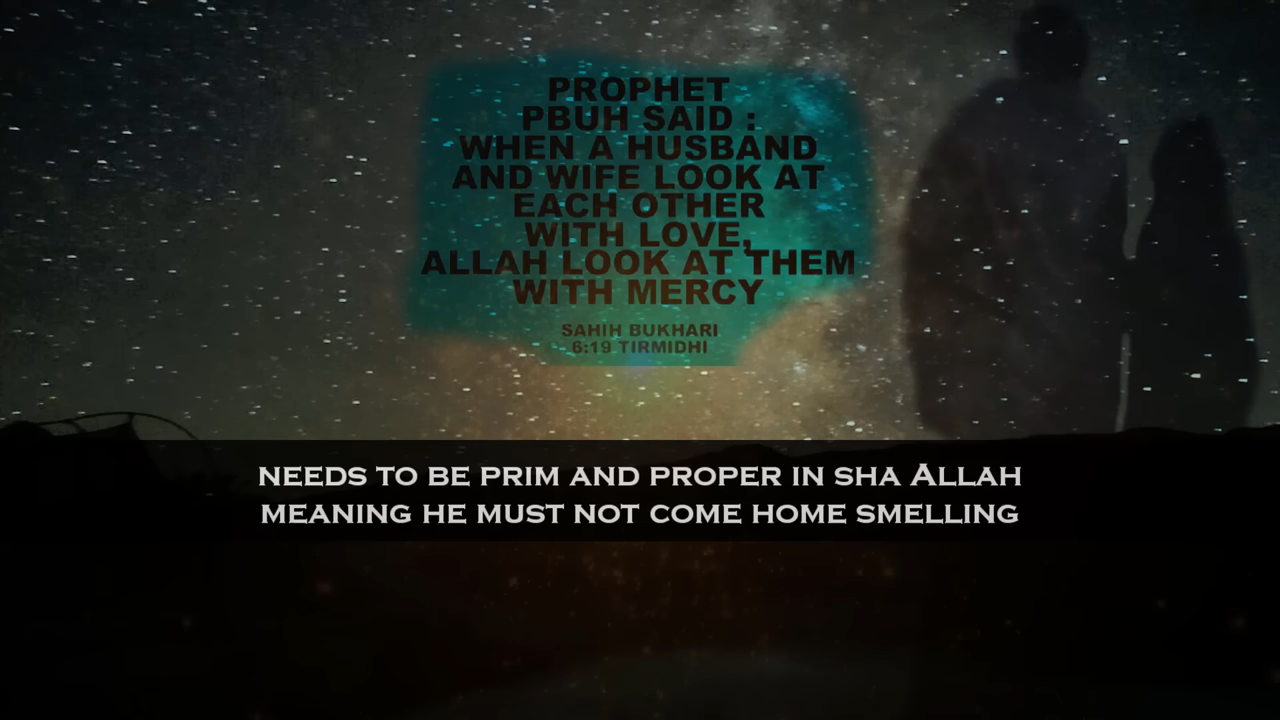 PROPHET
PBUH SAID :
WHEN A HUSBAND
AND WIFE LOOK AT
EACH OTHER
WITH LOVE,
ALLAH LOOK AT THEM
WITH MERCY
SAHIH BUKHARI
6:19 TIRMIDHI
NEEDS TO BE PRIM AND PROPER IN SHA ALLAH
MEANING HE MUST NOT COME HOME SMELLING